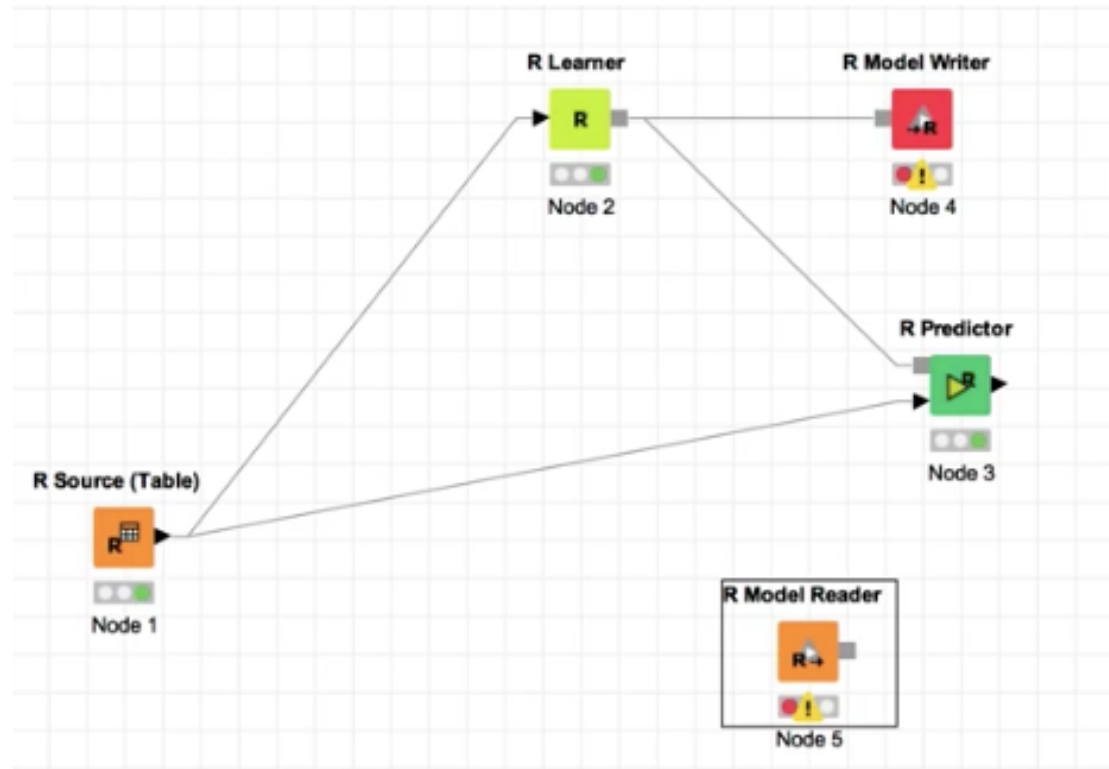 R Learner
R Model Writer
R
R
!
Node 2
Node 4
R Predictor
R
R Source (Table)
Node 3
R
R Model Reader
Node 1
R
!
Node 5